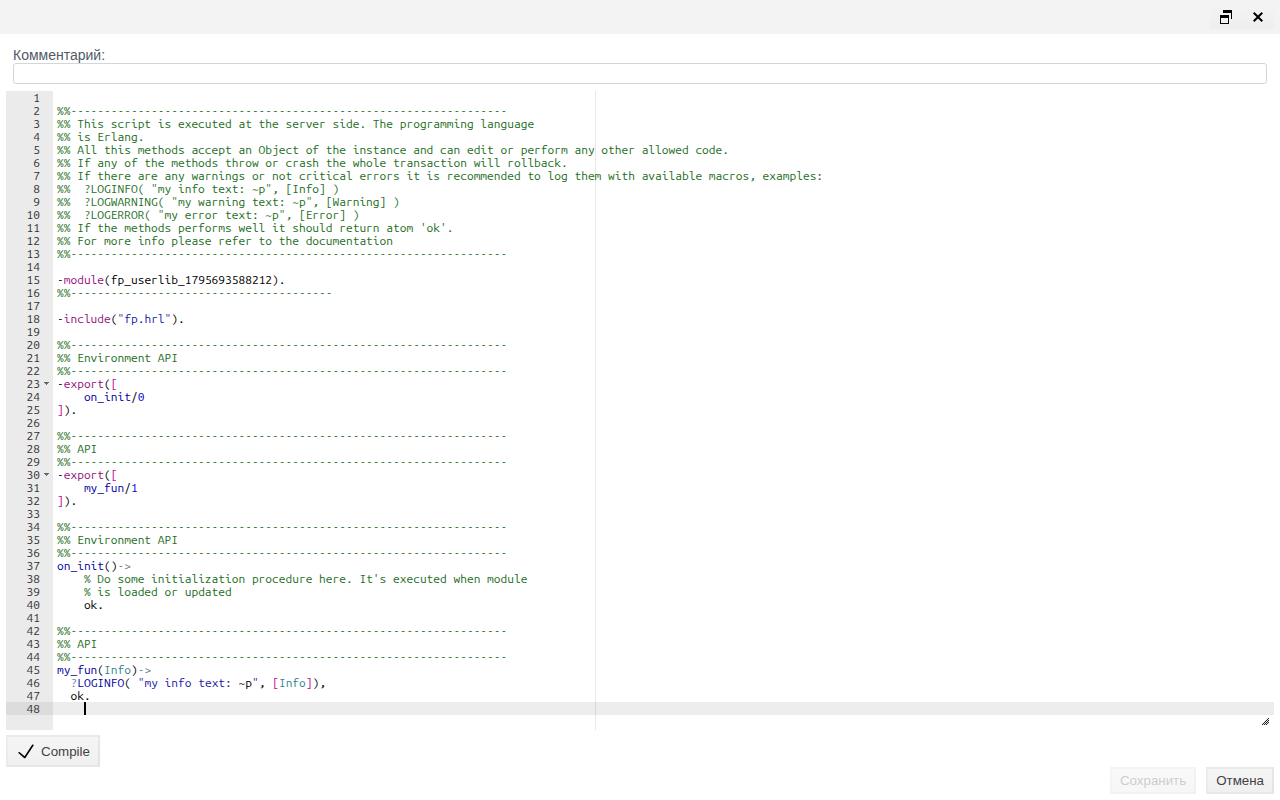 Комментарий:
1
2 %%-----------------------------------------------------------------
3 %% This script is executed at the server side. The programming language
4 %% is Erlang.
5 %% All this methods accept an Object of the instance and can edit or perform any other allowed code.
6 %% If any of the methods throw or crash the whole transaction will rollback.
7 %% If there are any warnings or not critical errors it is recommended to log them with available macros, examples:
8 %%  ?LOGINFO( "my info text: ~p", [Info] )
9 %%  ?LOGWARNING( "my warning text: ~p", [Warning] )
10 %%  ?LOGERROR( "my error text: ~p", [Error] )
11 %% If the methods performs well it should return atom 'ok'.
12 %% For more info please refer to the documentation
13 %%-----------------------------------------------------------------
14
15 -module(fp_userlib_1795693588212).
16 %%---------------------------------------
17
18 -include("fp.hrl").
19
20 %%-----------------------------------------------------------------
21 %% Environment API
22 %%-----------------------------------------------------------------
23 -export([
24     on_init/0
25 ]).
26
27 %%-----------------------------------------------------------------
28 %% API
29 %%-----------------------------------------------------------------
30 -export([
31     my_fun/1
32 ]).
33
34 %%-----------------------------------------------------------------
35 %% Environment API
36 %%-----------------------------------------------------------------
37 on_init()->
38     % Do some initialization procedure here. It's executed when module
39     % is loaded or updated
40     ok.
41
42 %%-----------------------------------------------------------------
43 %% API
44 %%-----------------------------------------------------------------
45 my_fun(Info)->
46   ?LOGINFO( "my info text: ~p", [Info]),
47   ok.
48
Compile
Сохранить Отмена